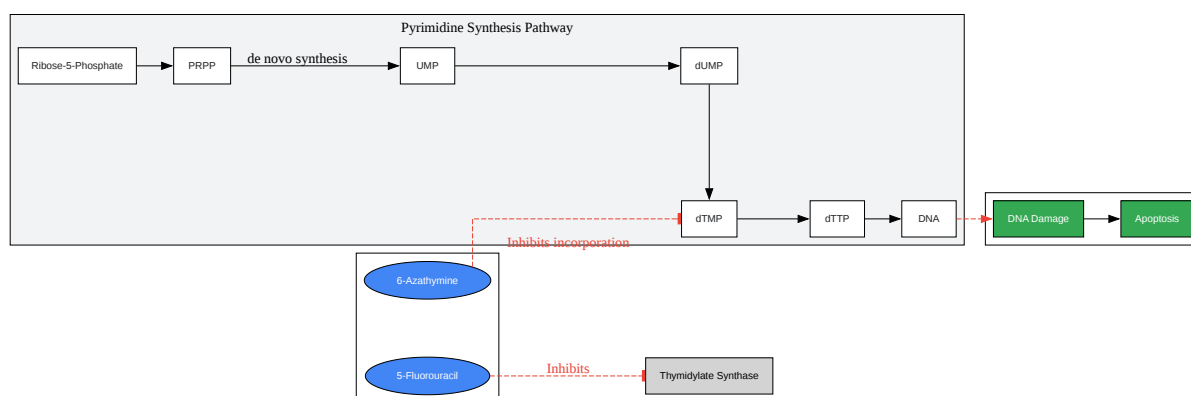 Pyrimidine Synthesis Pathway
Ribose-5-Phosphate
PRPP
de novo synthesis
UMP
dUMP
dTMP
dTTP
DNA
DNA Damage
Apoptosis
Inhibits incorporation
6-Azathymine
5-Fluorouracil
Inhibits
Thymidylate Synthase